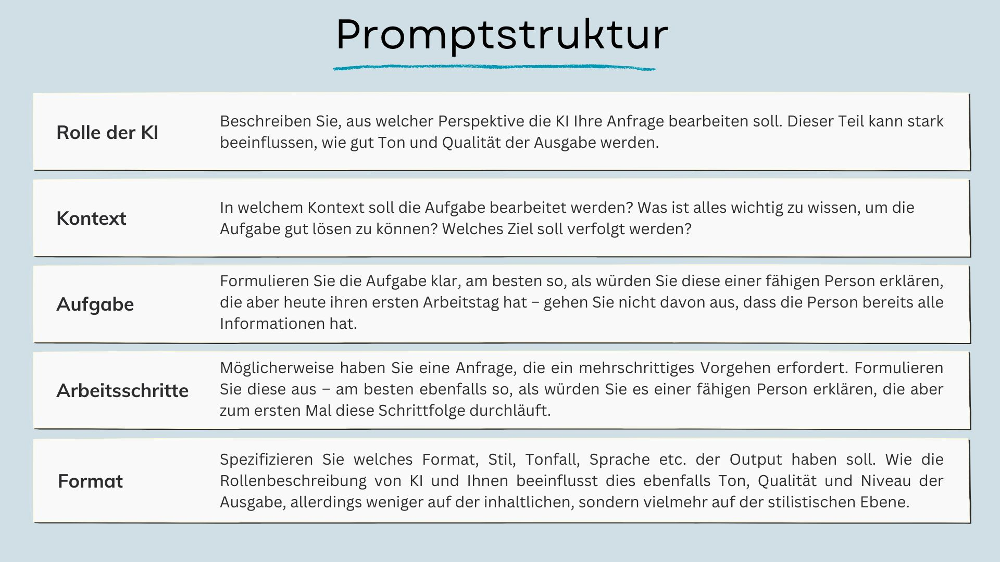 Promptstruktur
Rolle der KI
Beschreiben Sie, aus welcher Perspektive die KI Ihre Anfrage bearbeiten soll. Dieser Teil kann stark
beeinflussen, wie gut Ton und Qualität der Ausgabe werden.
Kontext
In welchem Kontext soll die Aufgabe bearbeitet werden? Was ist alles wichtig zu wissen, um die
Aufgabe gut lösen zu können? Welches Ziel soll verfolgt werden?
Aufgabe
Formulieren Sie die Aufgabe klar, am besten so, als würden Sie diese einer fähigen Person erklären,
die aber heute ihren ersten Arbeitstag hat – gehen Sie nicht davon aus, dass die Person bereits alle
Informationen hat.
Arbeitsschritte
Möglicherweise haben Sie eine Anfrage, die ein mehrschrittiges Vorgehen erfordert. Formulieren
Sie diese aus – am besten ebenfalls so, als würden Sie es einer fähigen Person erklären, die aber
zum ersten Mal diese Schrittfolge durchläuft.
Format
Spezifizieren Sie welches Format, Stil, Tonfall, Sprache etc. der Output haben soll. Wie die
Rollenbeschreibung von KI und Ihnen beeinflusst dies ebenfalls Ton, Qualität und Niveau der
Ausgabe, allerdings weniger auf der inhaltlichen, sondern vielmehr auf der stilistischen Ebene.